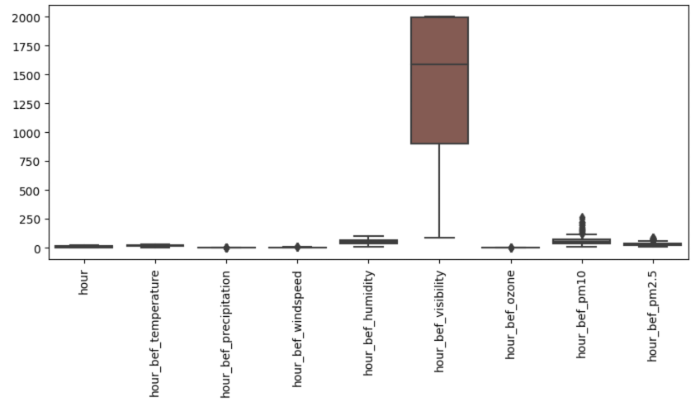 2000
1750
1500
1250
1000
750
500
250
0
hour
hour_bef_temperature
hour_bef_precipitation
hour_bef_windspeed
hour_bef_humidity
hour_bef_visibility
hour_bef_ozone
hour_bef_pm10
hour_bef_pm2.5